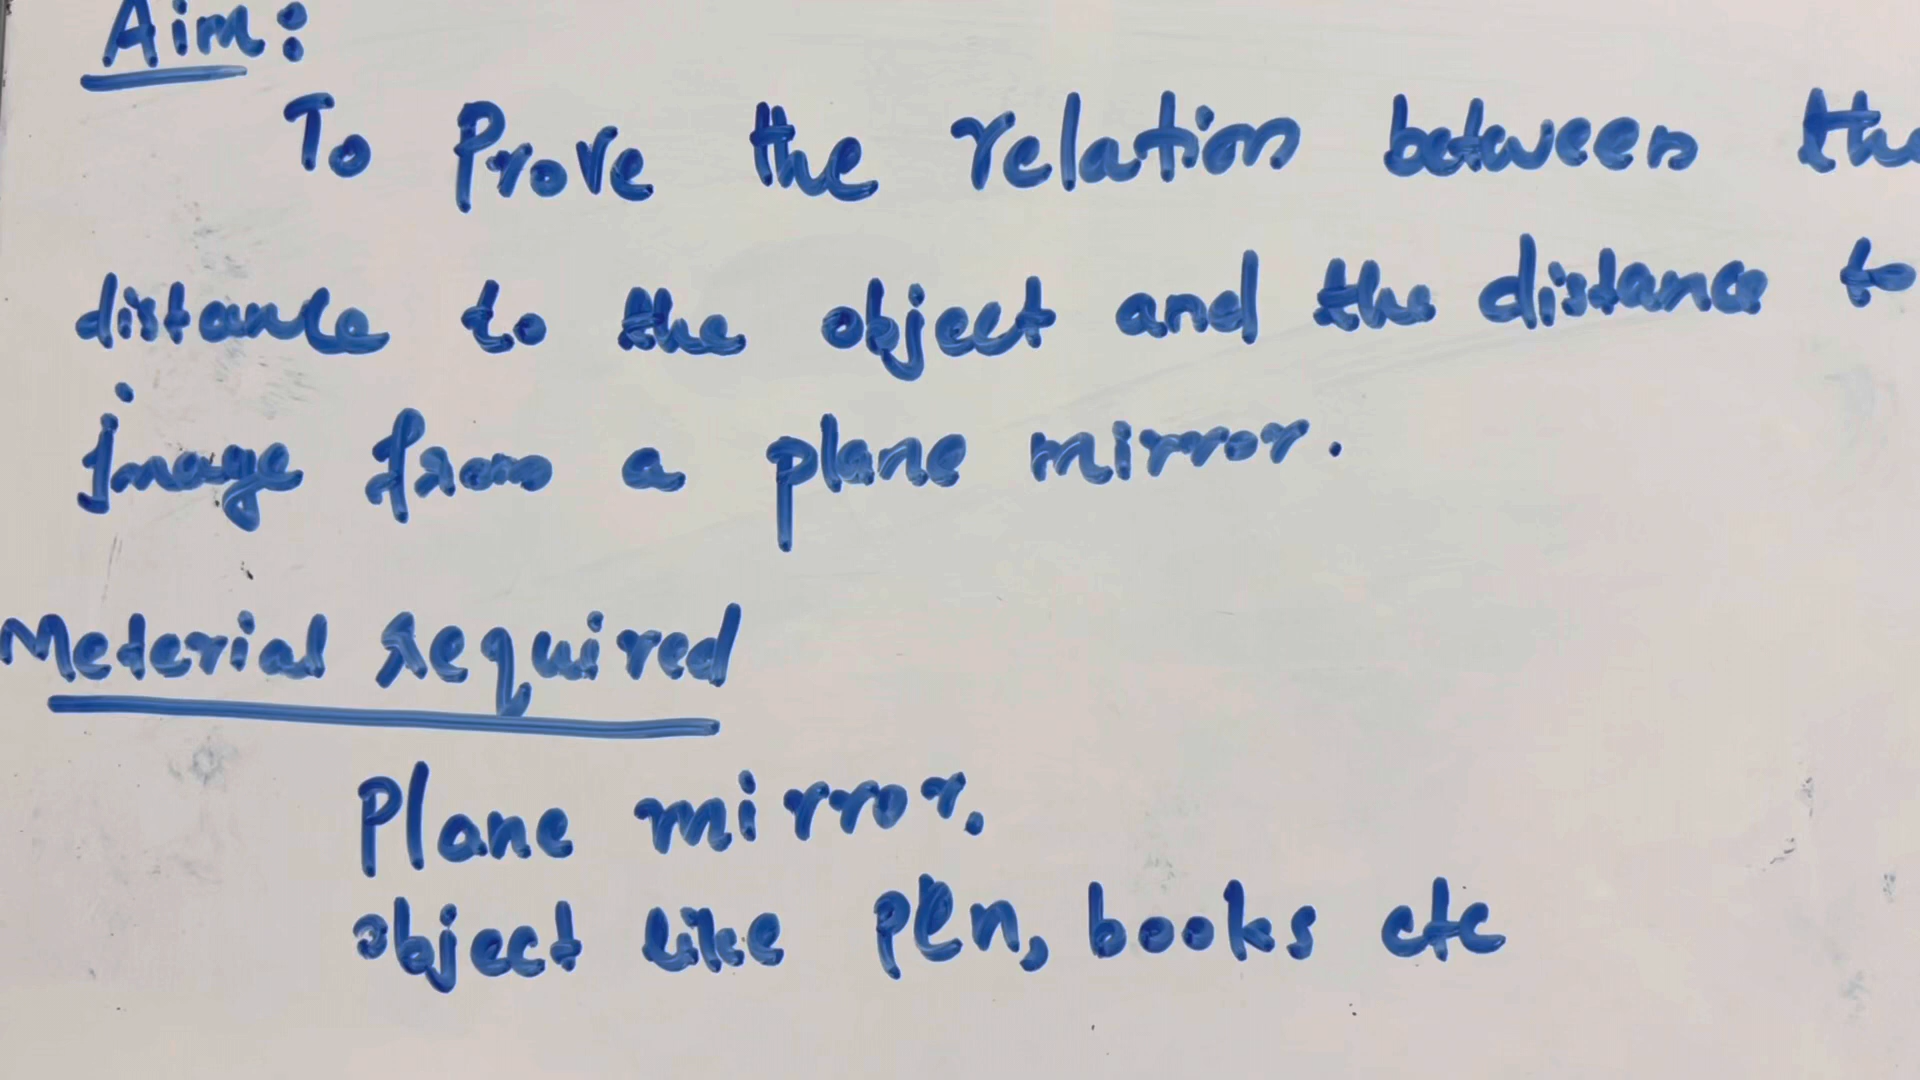 Aim:
To Prove the relation between the
distance to the object and the distance to
image from a plane mirror.
Meterial required
Plane mirror.
object like pen, books etc